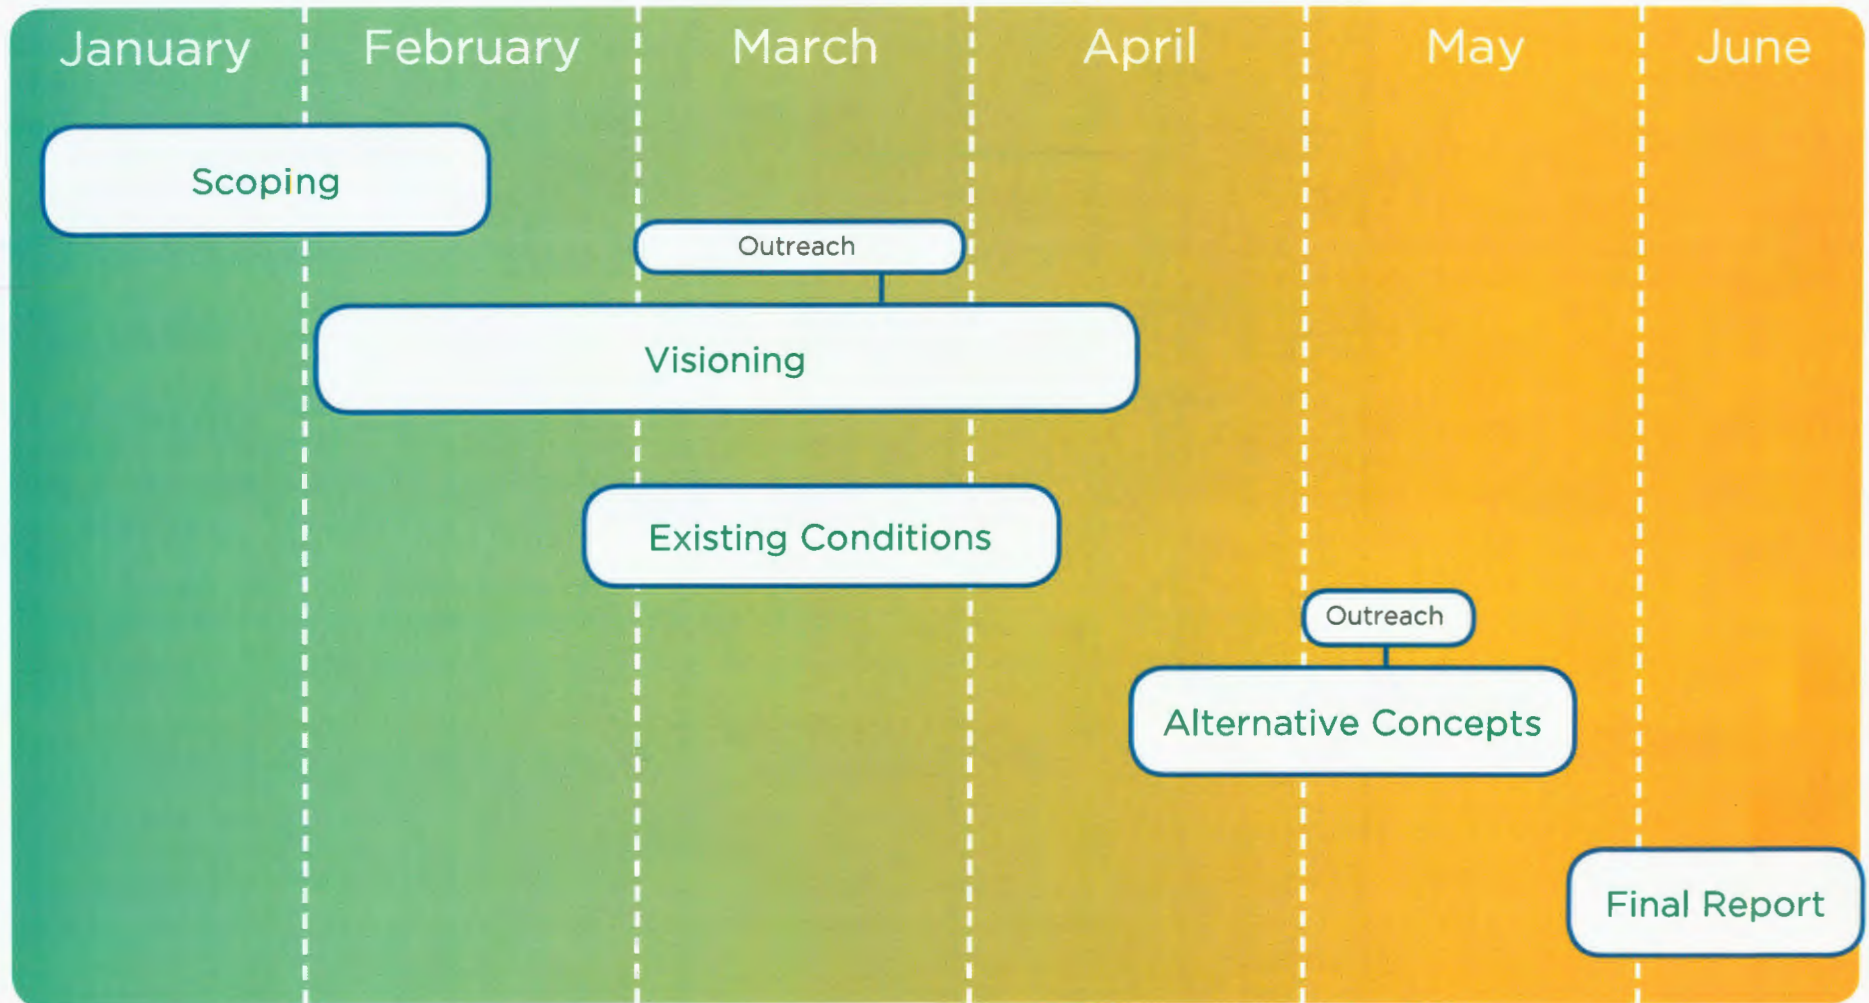 January
February
March
April
May
June
Scoping
Outreach
Visioning
Existing Conditions
Outreach
Alternative Concepts
Final Report